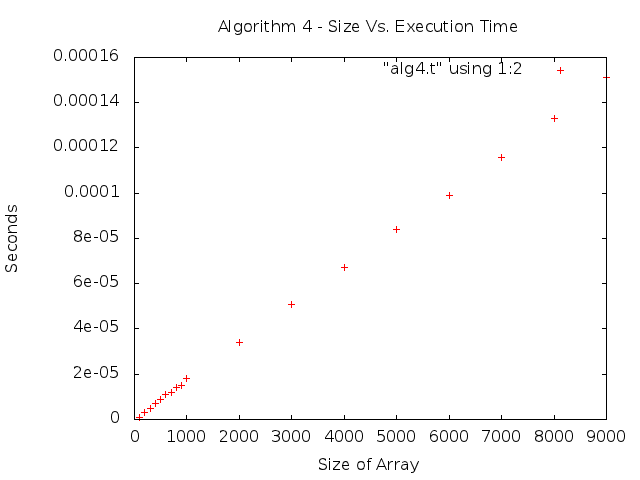 Algorithm 4 - Size Vs. Execution Time
0.00016
"alg4.t" using 1:2
0.00014
0.00012
0.0001
8e-05
6e-05
4e-05
2e-05
0
Seconds
0 1000 2000 3000 4000 5000 6000 7000 8000 9000
Size of Array